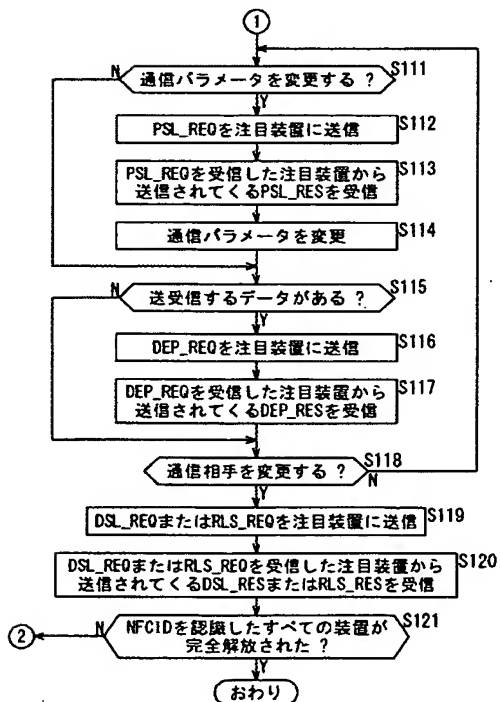 1
N
通信パラメータを変更する ?
S111
Y
PSL_REQを注目装置に送信
S112
PSL_REQを受信した注目装置から
送信されてくるPSL_RESを受信
S113
通信パラメータを変更
S114
N
送受信するデータがある ?
S115
Y
DEP_REQを注目装置に送信
S116
DEP_REQを受信した注目装置から
送信されてくるDEP_RESを受信
S117
通信相手を変更する ?
S118
N
Y
DSL_REQまたはRLS_REQを注目装置に送信
S119
DSL_REQまたはRLS_REQを受信した注目装置から
送信されてくるDSL_RESまたはRLS_RESを受信
S120
2
N
NFCIDを認識したすべての装置が
完全解放された ?
S121
Y
おわり